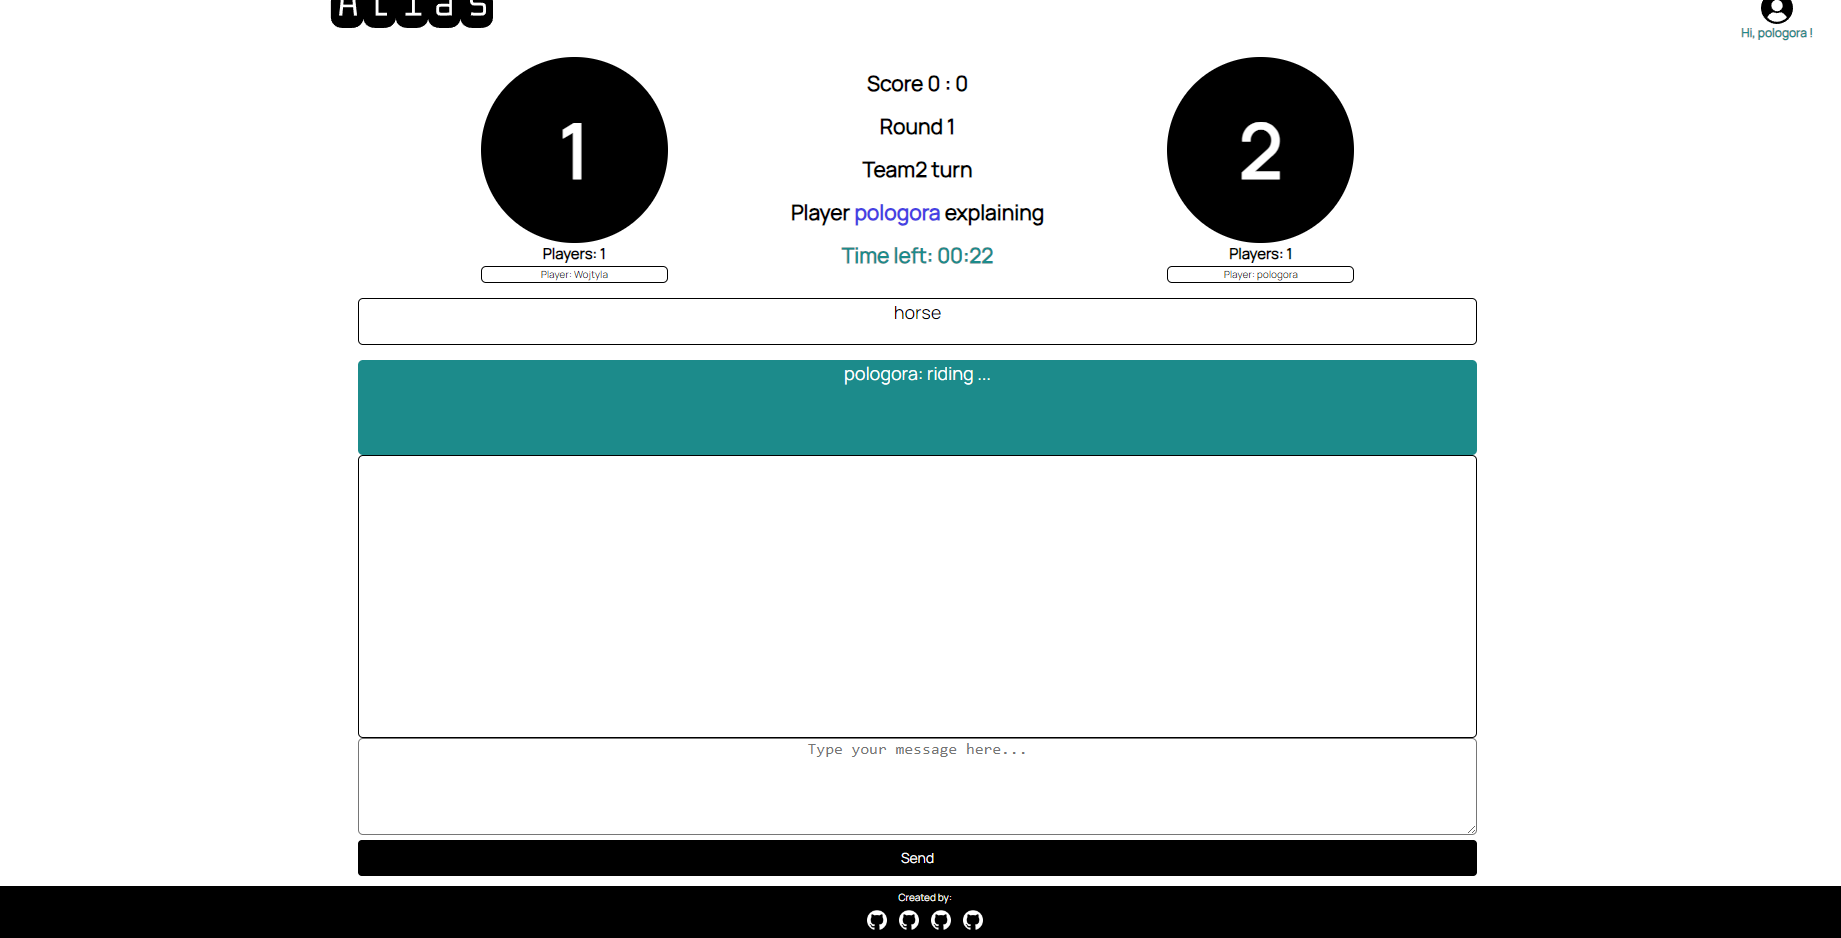 Alias
Hi, pologora !
1
Score 0 : 0
Round 1
Team2 turn
Player pologora explaining
Time left: 00:22
2
Players: 1
Player: Wojtyla
Players: 1
Player: pologora
horse
pologora: riding ...
Type your message here...
Send
Created by: